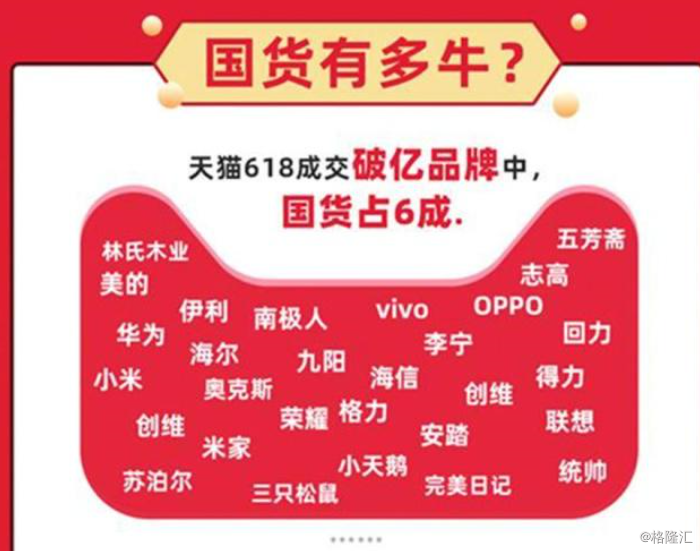 国货有多牛?
天猫618成交破亿品牌中,
国货占6成.
五芳斋
林氏木业
志高
美的
伊利
南极人
vivo
OPPO
华为
李宁
回力
海尔
九阳
小米
奥克斯
海信
创维
得力
创维
荣耀
格力
安踏
联想
米家
小天鹅
苏泊尔
三只松鼠
完美日记
统帅
......
@格隆汇